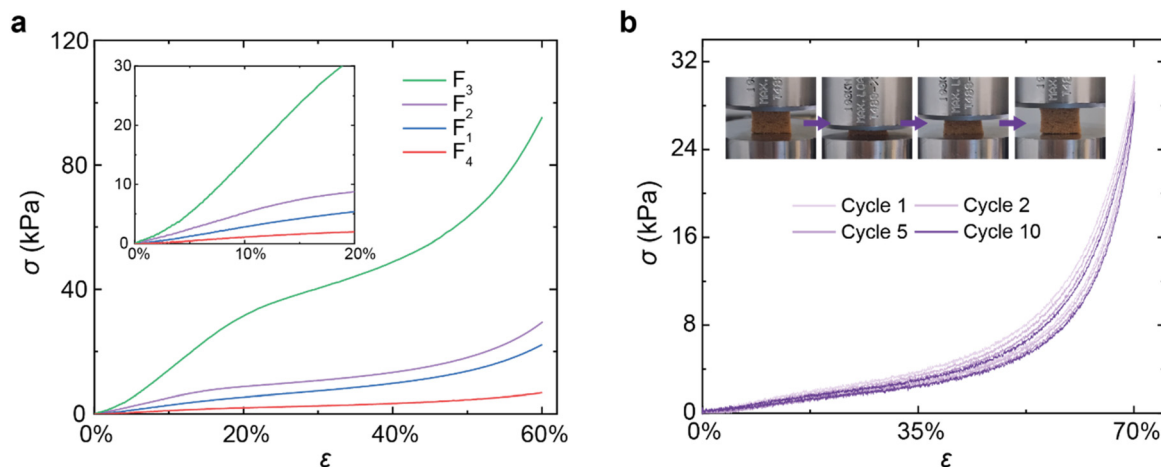 a
120
80
40
0
σ (kPa)
30
20
10
0
0% 10% 20%
F₃
F₂
F₁
F₄
0% 20% 40% 60%
ε
b
32
24
16
8
0
σ (kPa)
Cycle 1 Cycle 2
Cycle 5 Cycle 10
0% 35% 70%
ε